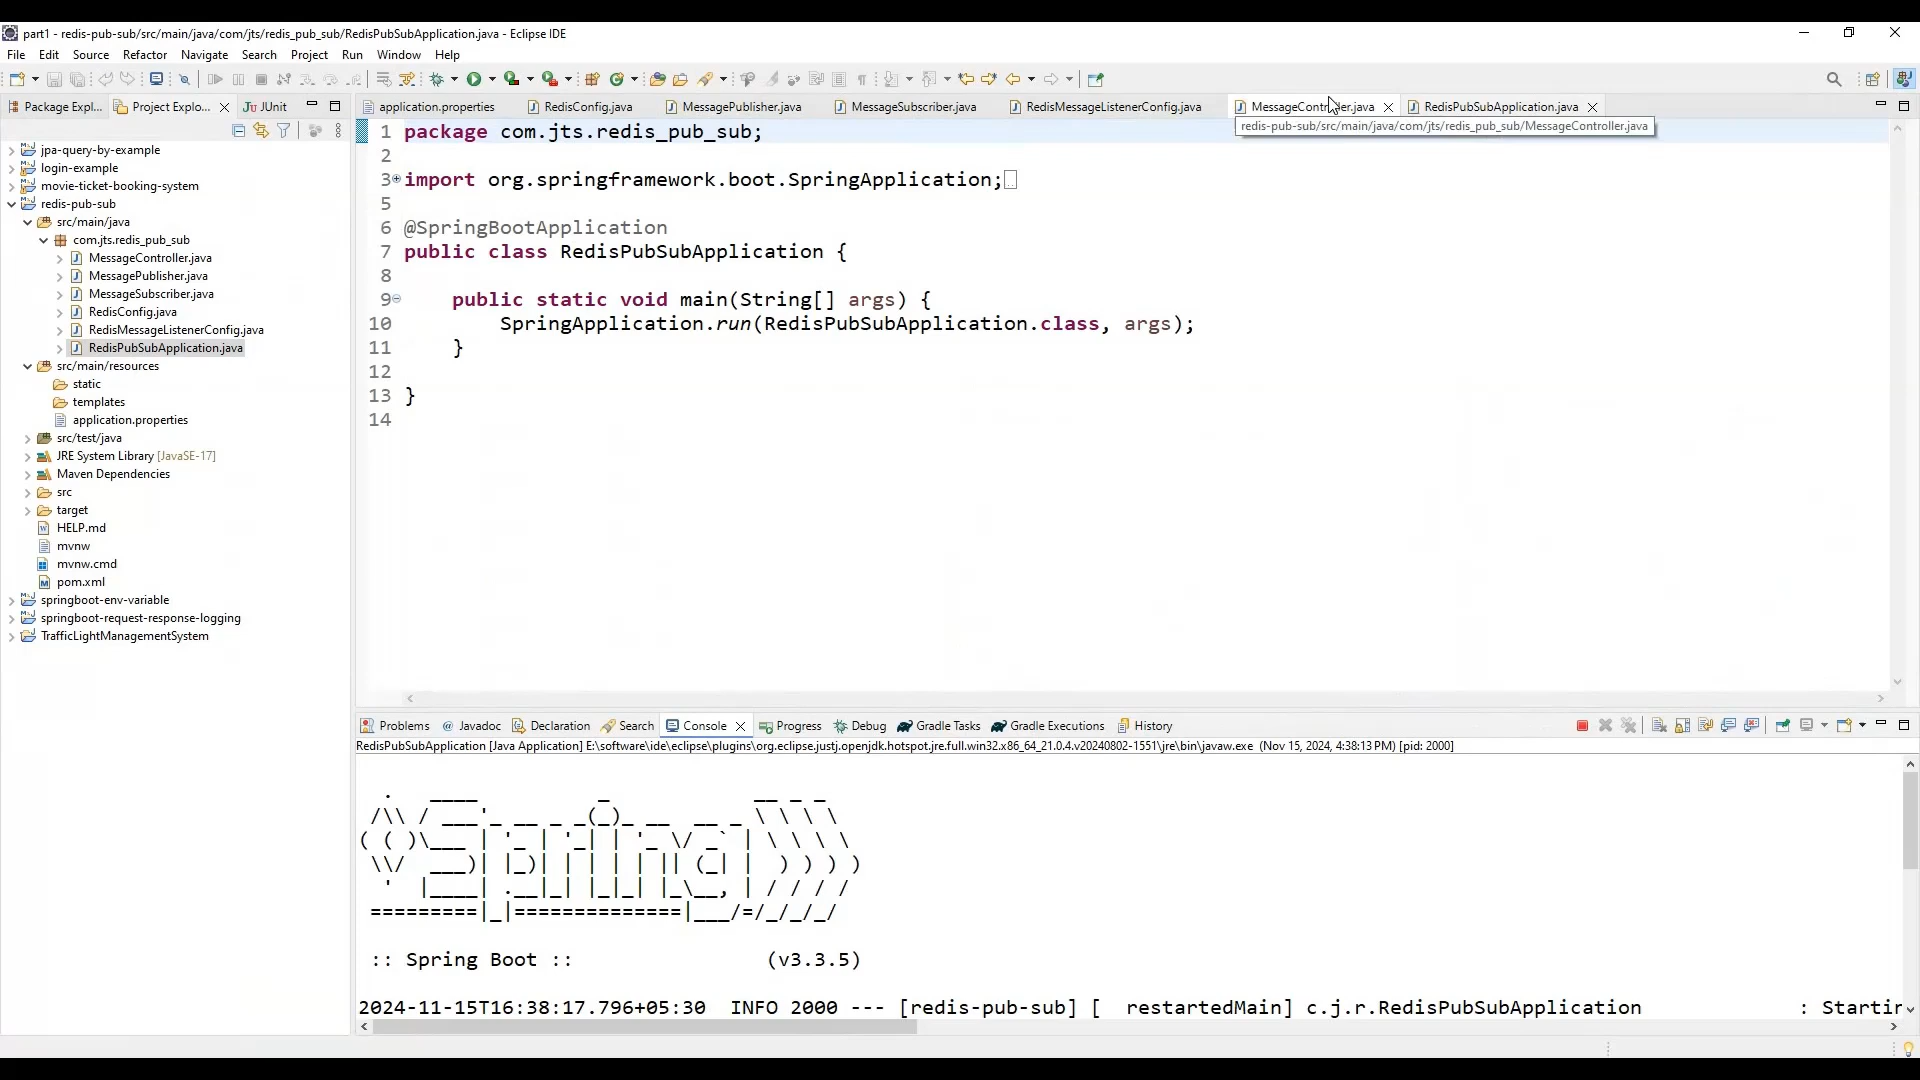 part1 - redis-pub-sub/src/main/java/com/jts/redis_pub_sub/RedisPubSubApplication.java - Eclipse IDE
File Edit Source Refactor Navigate Search Project Run Window Help
Package Expl... Project Explo... JUnit
application.properties RedisConfig.java MessagePublisher.java MessageSubscriber.java RedisMessageListenerConfig.java MessageController.java RedisPubSubApplication.java
redis-pub-sub/src/main/java/com/jts/redis_pub_sub/MessageController.java
jpa-query-by-example
login-example
movie-ticket-booking-system
redis-pub-sub
src/main/java
com.jts.redis_pub_sub
MessageController.java
MessagePublisher.java
MessageSubscriber.java
RedisConfig.java
RedisMessageListenerConfig.java
RedisPubSubApplication.java
src/main/resources
static
templates
application.properties
src/test/java
JRE System Library [JavaSE-17]
Maven Dependencies
src
target
HELP.md
mvnw
mvnw.cmd
pom.xml
springboot-env-variable
springboot-request-response-logging
TrafficLightManagementSystem
1 package com.jts.redis_pub_sub;
2
3 import org.springframework.boot.SpringApplication;
5
6 @SpringBootApplication
7 public class RedisPubSubApplication {
8
9 public static void main(String[] args) {
10 SpringApplication.run(RedisPubSubApplication.class, args);
11 }
12
13 }
14
Problems Javadoc Declaration Search Console Progress Debug Gradle Tasks Gradle Executions History
RedisPubSubApplication [Java Application] E:\software\ide\eclipse\plugins\org.eclipse.justj.openjdk.hotspot.jre.full.win32.x86_64_21.0.4.v20240802-1551\jre\bin\javaw.exe (Nov 15, 2024, 4:38:13 PM) [pid: 2000]
Spring
:: Spring Boot :: (v3.3.5)
2024-11-15T16:38:17.796+05:30 INFO 2000 --- [redis-pub-sub] [ restartedMain] c.j.r.RedisPubSubApplication : Startin